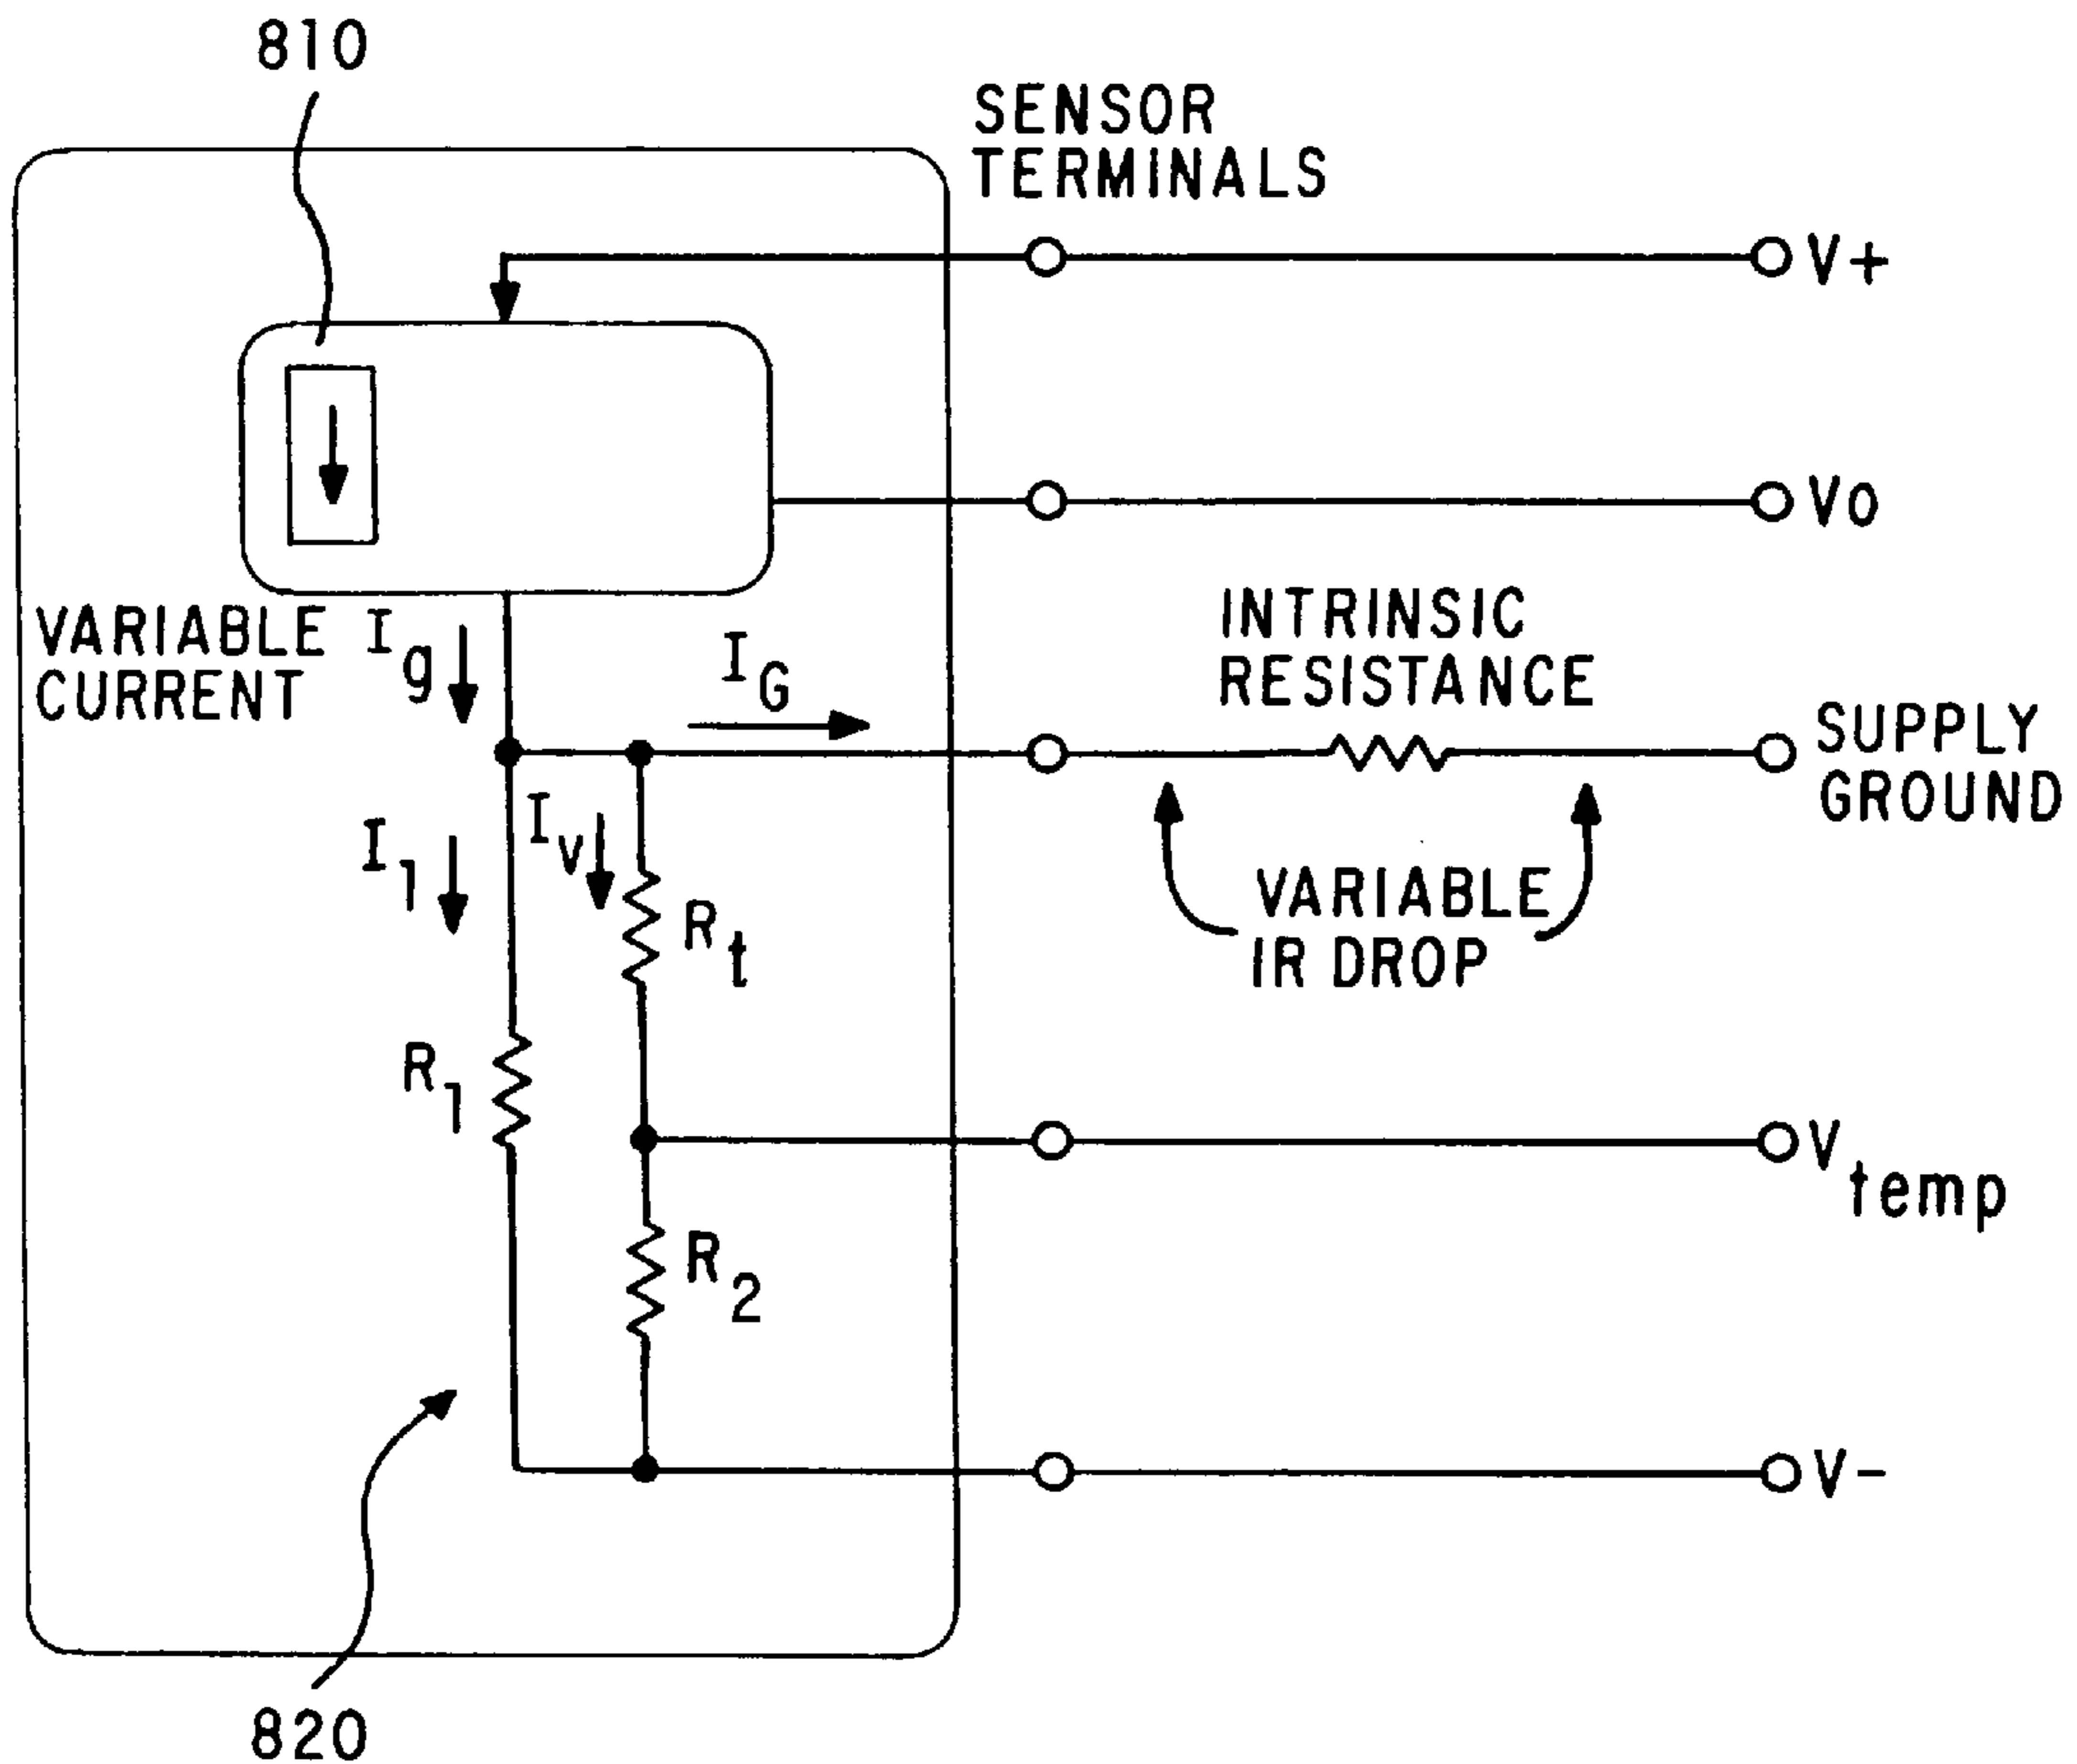 810
SENSOR
TERMINALS
V+
Vo
VARIABLE
CURRENT
Ig
IG
INTRINSIC
RESISTANCE
SUPPLY
GROUND
I1
Iv
Rt
VARIABLE
IR DROP
R1
Vtemp
R2
V-
820